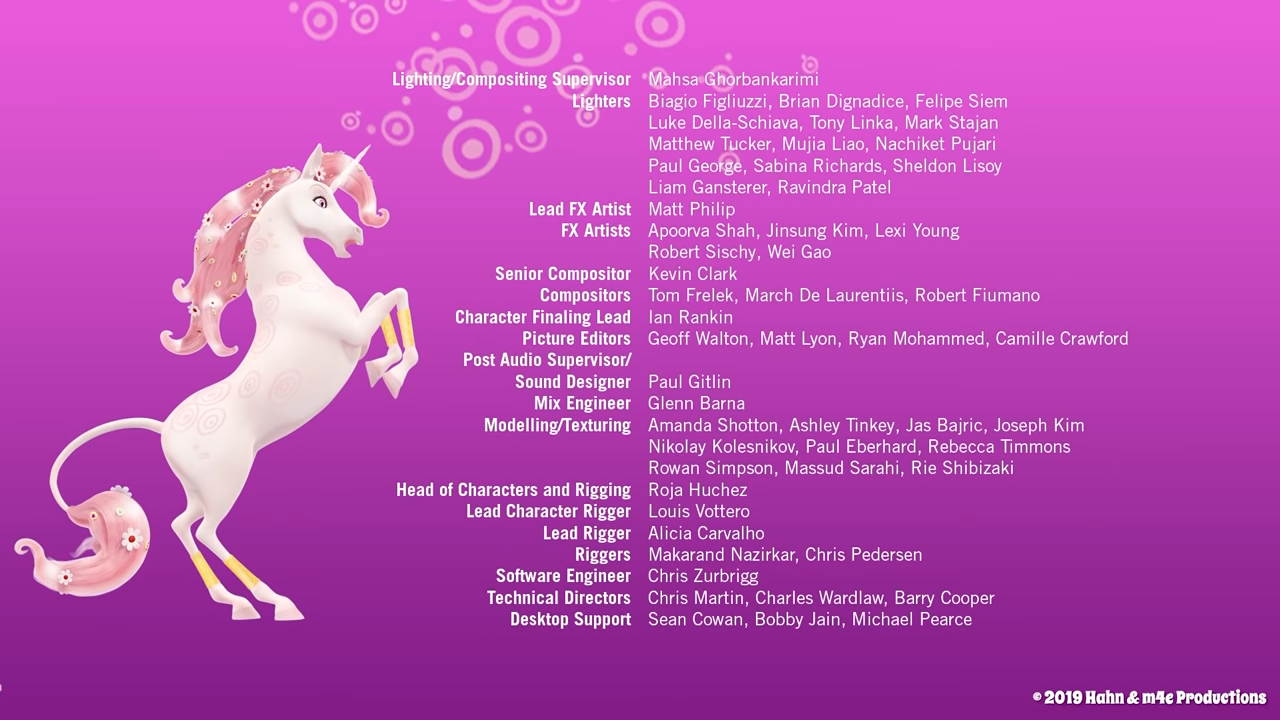 Lighting/Compositing Supervisor Mahsa Ghorbankarimi
Lighters Biagio Figliuzzi, Brian Dignadice, Felipe Siem
Luke Della-Schiava, Tony Linka, Mark Stajan
Matthew Tucker, Mujia Liao, Nachiket Pujari
Paul George, Sabina Richards, Sheldon Lisoy
Liam Gansterer, Ravindra Patel
Lead FX Artist Matt Philip
FX Artists Apoorva Shah, Jinsung Kim, Lexi Young
Robert Sischy, Wei Gao
Senior Compositor Kevin Clark
Compositors Tom Frelek, March De Laurentiis, Robert Fiumano
Character Finaling Lead Ian Rankin
Picture Editors Geoff Walton, Matt Lyon, Ryan Mohammed, Camille Crawford
Post Audio Supervisor/
Sound Designer Paul Gitlin
Mix Engineer Glenn Barna
Modelling/Texturing Amanda Shotton, Ashley Tinkey, Jas Bajric, Joseph Kim
Nikolay Kolesnikov, Paul Eberhard, Rebecca Timmons
Rowan Simpson, Massud Sarahi, Rie Shibizaki
Head of Characters and Rigging Roja Huchez
Lead Character Rigger Louis Vottero
Lead Rigger Alicia Carvalho
Riggers Makarand Nazirkar, Chris Pedersen
Software Engineer Chris Zurbrigg
Technical Directors Chris Martin, Charles Wardlaw, Barry Cooper
Desktop Support Sean Cowan, Bobby Jain, Michael Pearce
© 2019 Hahn & m4e Productions